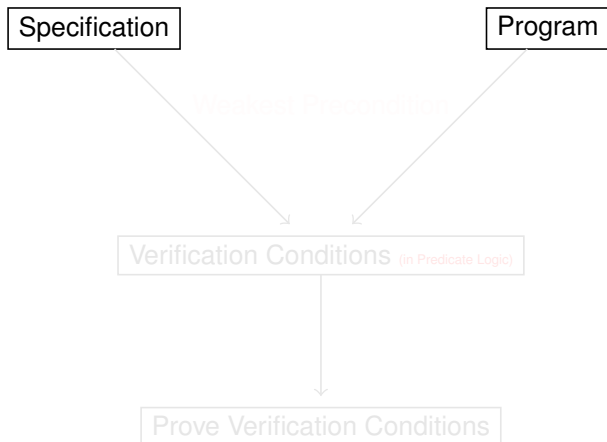 Specification
Program
Weakest Precondition
Verification Conditions (in Predicate Logic)
Prove Verification Conditions